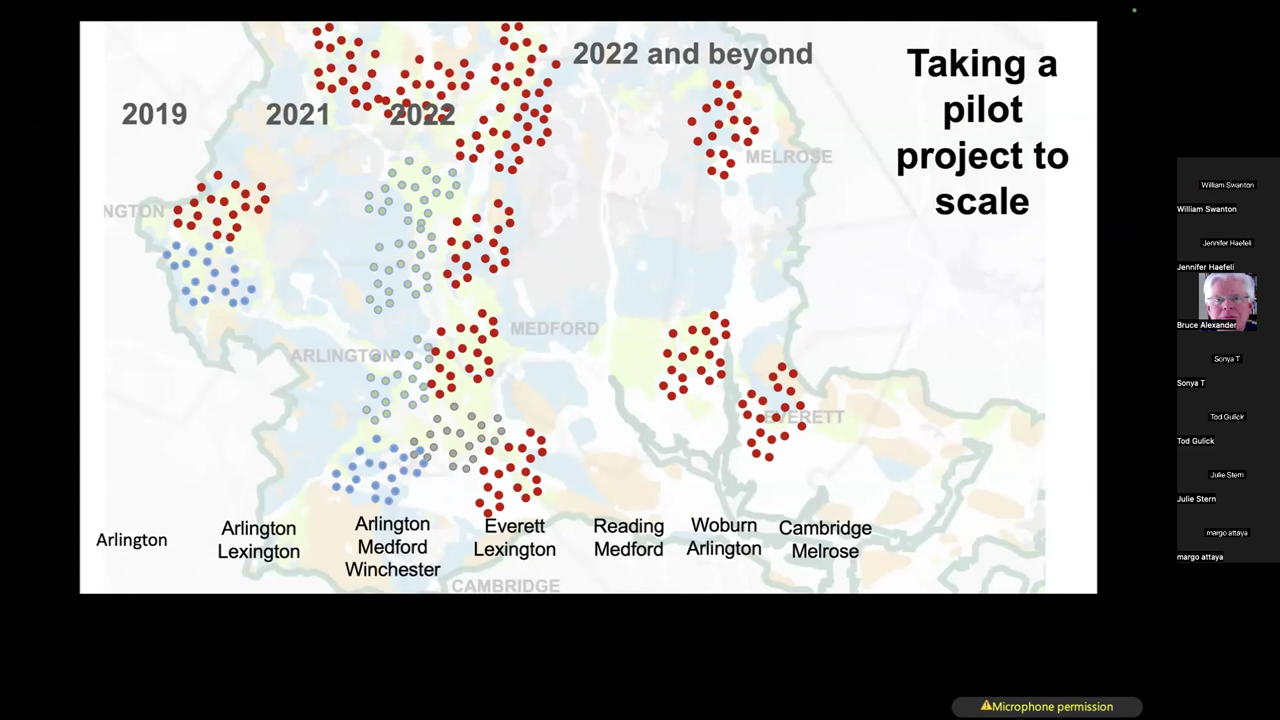 2022 and beyond
Taking a
pilot
project to
scale
2019
2021
2022
MELROSE
NGTON
MEDFORD
ARLINGTON
EVERETT
Arlington
Arlington
Lexington
Arlington
Medford
Winchester
Everett
Lexington
Reading
Medford
Woburn
Arlington
Cambridge
Melrose
CAMBRIDGE
William Swanton
William Swanton
Jennifer Haefeli
Jennifer Haefeli
Bruce Alexander
Sonya T
Sonya T
Tod Gulick
Tod Gulick
Julie Stern
Julie Stern
margo attaya
margo attaya
Microphone permission